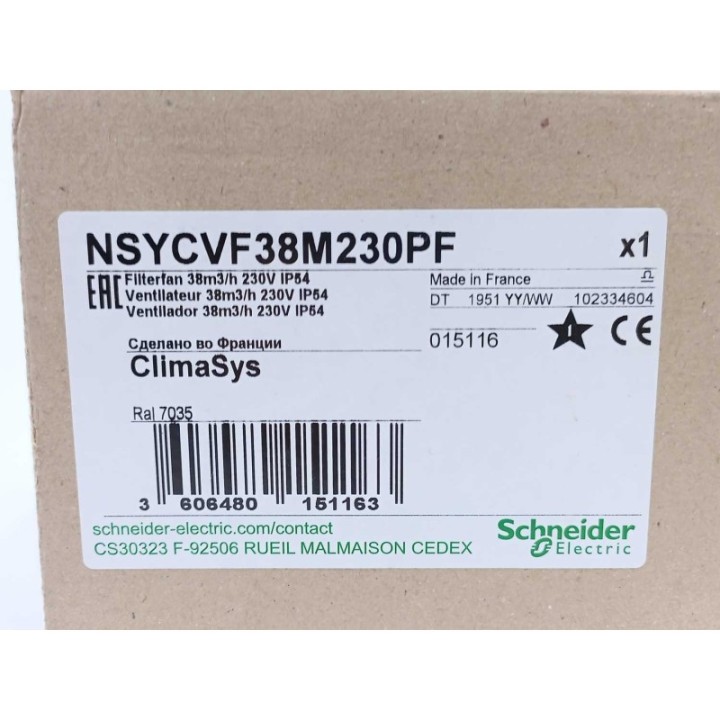 NSYCVF38M230PF x1
EAC Filterfan 38m3/h 230V IP54
Ventilateur 38m3/h 230V IP54
Ventilador 38m3/h 230V IP54
Made in France
DT 1951 YY/WW 102334604
015116 CE
Сделано во Франции
ClimaSys
Ral 7035
3 606480 151163
schneider-electric.com/contact
CS30323 F-92506 RUEIL MALMAISON CEDEX
Schneider
Electric